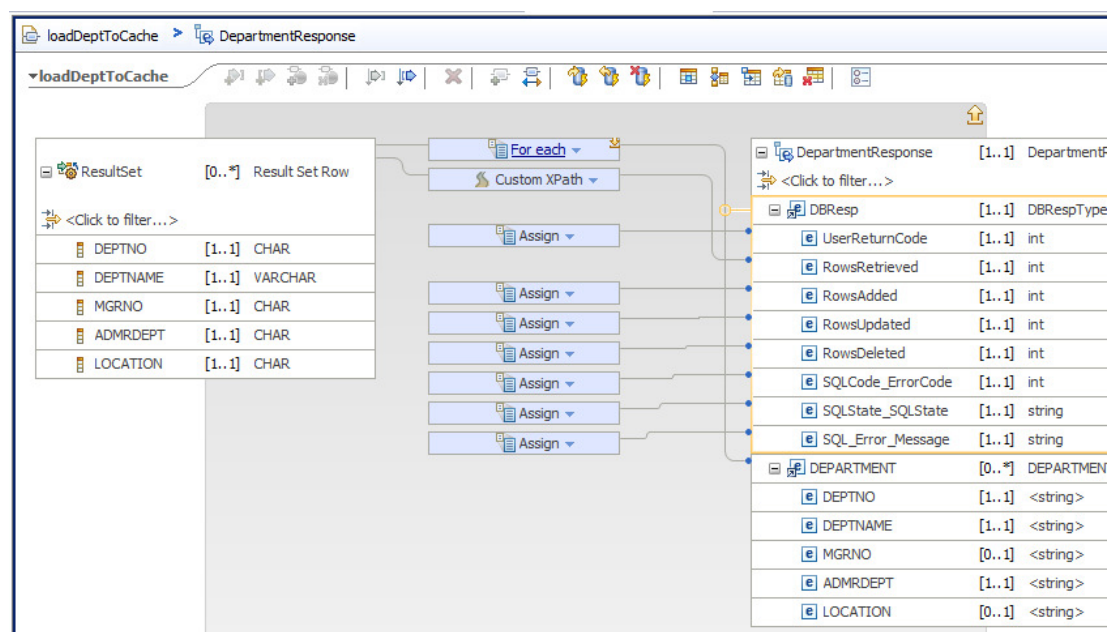 loadDeptToCache > DepartmentResponse
loadDeptToCache
For each
Custom XPath
Assign
Assign
Assign
Assign
Assign
Assign
Assign
ResultSet [0..*] Result Set Row
<Click to filter...>
DEPTNO [1..1] CHAR
DEPTNAME [1..1] VARCHAR
MGRNO [1..1] CHAR
ADMRDEPT [1..1] CHAR
LOCATION [1..1] CHAR
DepartmentResponse [1..1] DepartmentR
<Click to filter...>
DBResp [1..1] DBRespType
UserReturnCode [1..1] int
RowsRetrieved [1..1] int
RowsAdded [1..1] int
RowsUpdated [1..1] int
RowsDeleted [1..1] int
SQLCode_ErrorCode [1..1] int
SQLState_SQLState [1..1] string
SQL_Error_Message [1..1] string
DEPARTMENT [0..*] DEPARTMENT
DEPTNO [1..1] <string>
DEPTNAME [1..1] <string>
MGRNO [0..1] <string>
ADMRDEPT [1..1] <string>
LOCATION [0..1] <string>